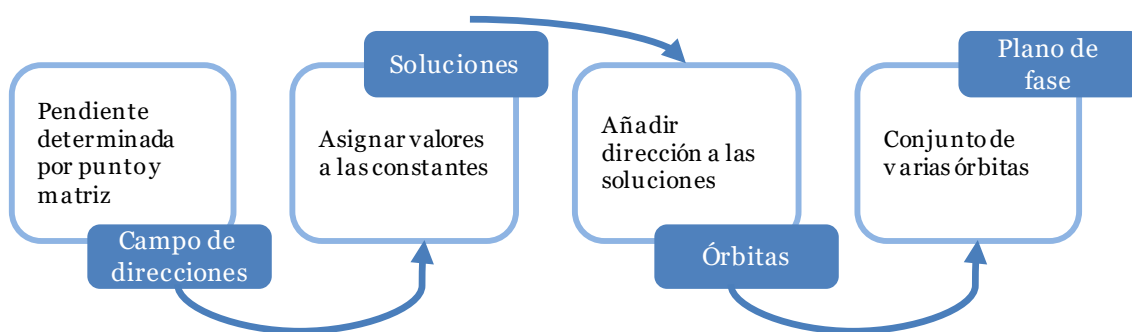 Pendiente
determinada
por punto y
matriz
Campo de
direcciones
Soluciones
Asignar valores
a las constantes
Añadir
dirección a las
soluciones
Órbitas
Plano de
fase
Conjunto de
varias órbitas